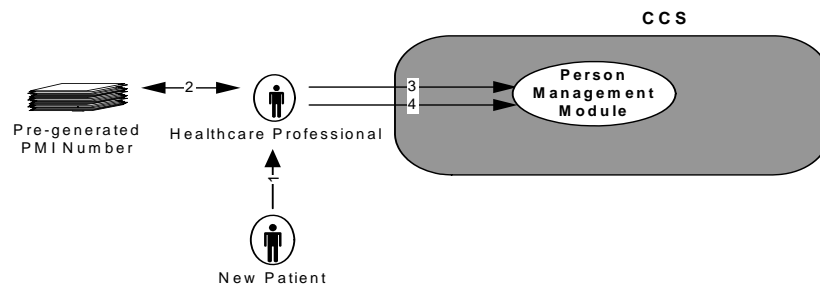 CCS
Person
Management
Module
2
3
4
Pre-generated
PMI Number
Healthcare Professional
1
New Patient